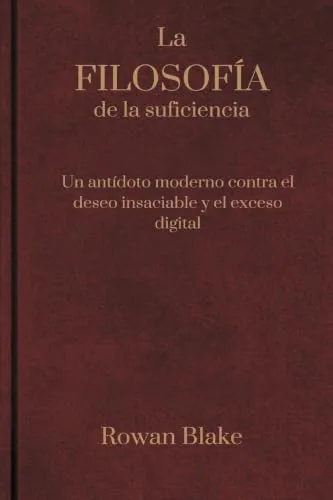 La
FILOSOFÍA
de la suficiencia
Un antídoto moderno contra el
deseo insaciable y el exceso
digital
Rowan Blake